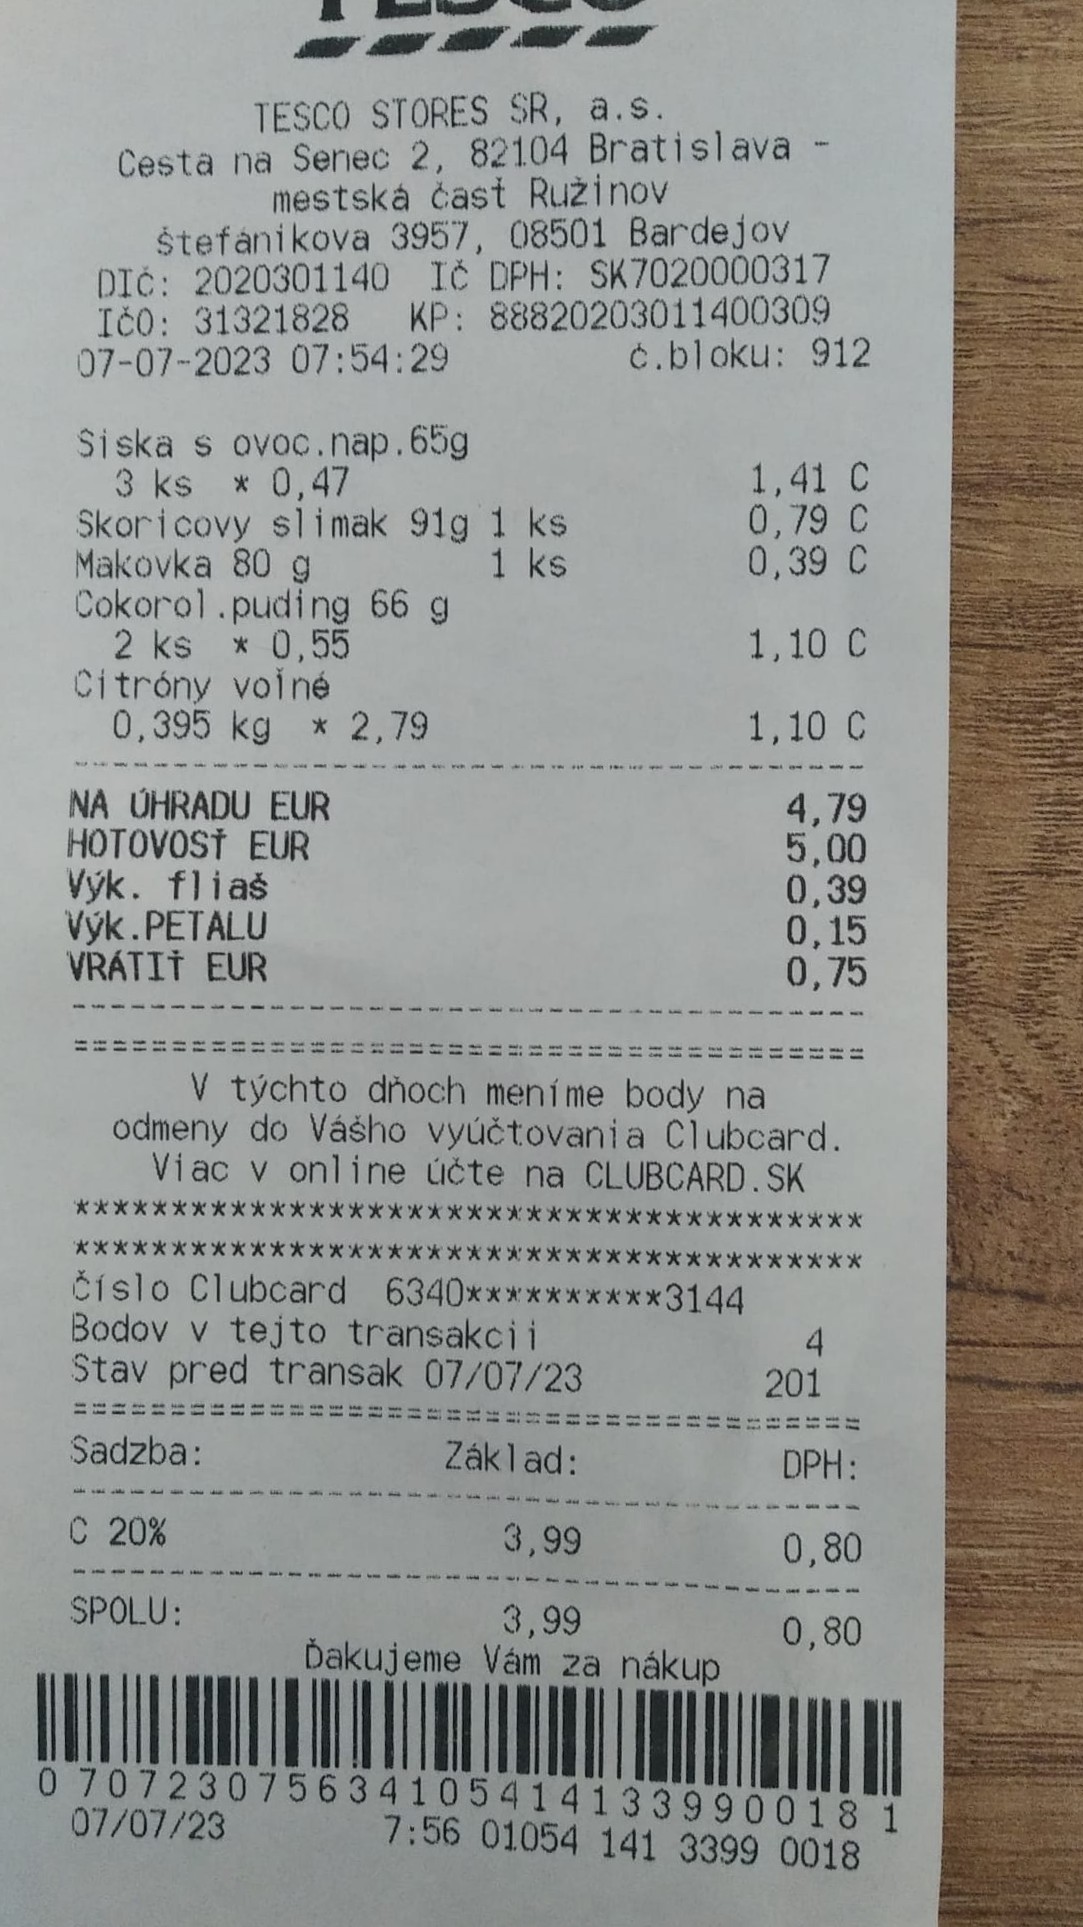 TESCO
TESCO STORES SR, a.s.
Cesta na Senec 2, 82104 Bratislava -
mestská časť Ružinov
Štefánikova 3957, 08501 Bardejov
DIČ: 2020301140 IČ DPH: SK7020000317
IČO: 31321828 KP: 88820203011400309
07-07-2023 07:54:29 č.bloku: 912
Siska s ovoc.nap.65g
3 ks * 0,47 1,41 C
Skoricovy slimak 91g 1 ks 0,79 C
Makovka 80 g 1 ks 0,39 C
Cokorol.puding 66 g
2 ks * 0,55 1,10 C
Citróny voľné
0,395 kg * 2,79 1,10 C
NA ÚHRADU EUR 4,79
HOTOVOSŤ EUR 5,00
Výk. fliaš 0,39
Výk.PETALU 0,15
VRÁTIŤ EUR 0,75
========================================
V týchto dňoch meníme body na
odmeny do Vášho vyúčtovania Clubcard.
Viac v online účte na CLUBCARD.SK
****************************************
****************************************
Číslo Clubcard 6340**********3144
Bodov v tejto transakcii 4
Stav pred transak 07/07/23 201
========================================
Sadzba: Základ: DPH:
C 20% 3,99 0,80
SPOLU: 3,99 0,80
Ďakujeme Vám za nákup
0 70723075634105414133990018 1
07/07/23 7:56 01054 141 3399 0018